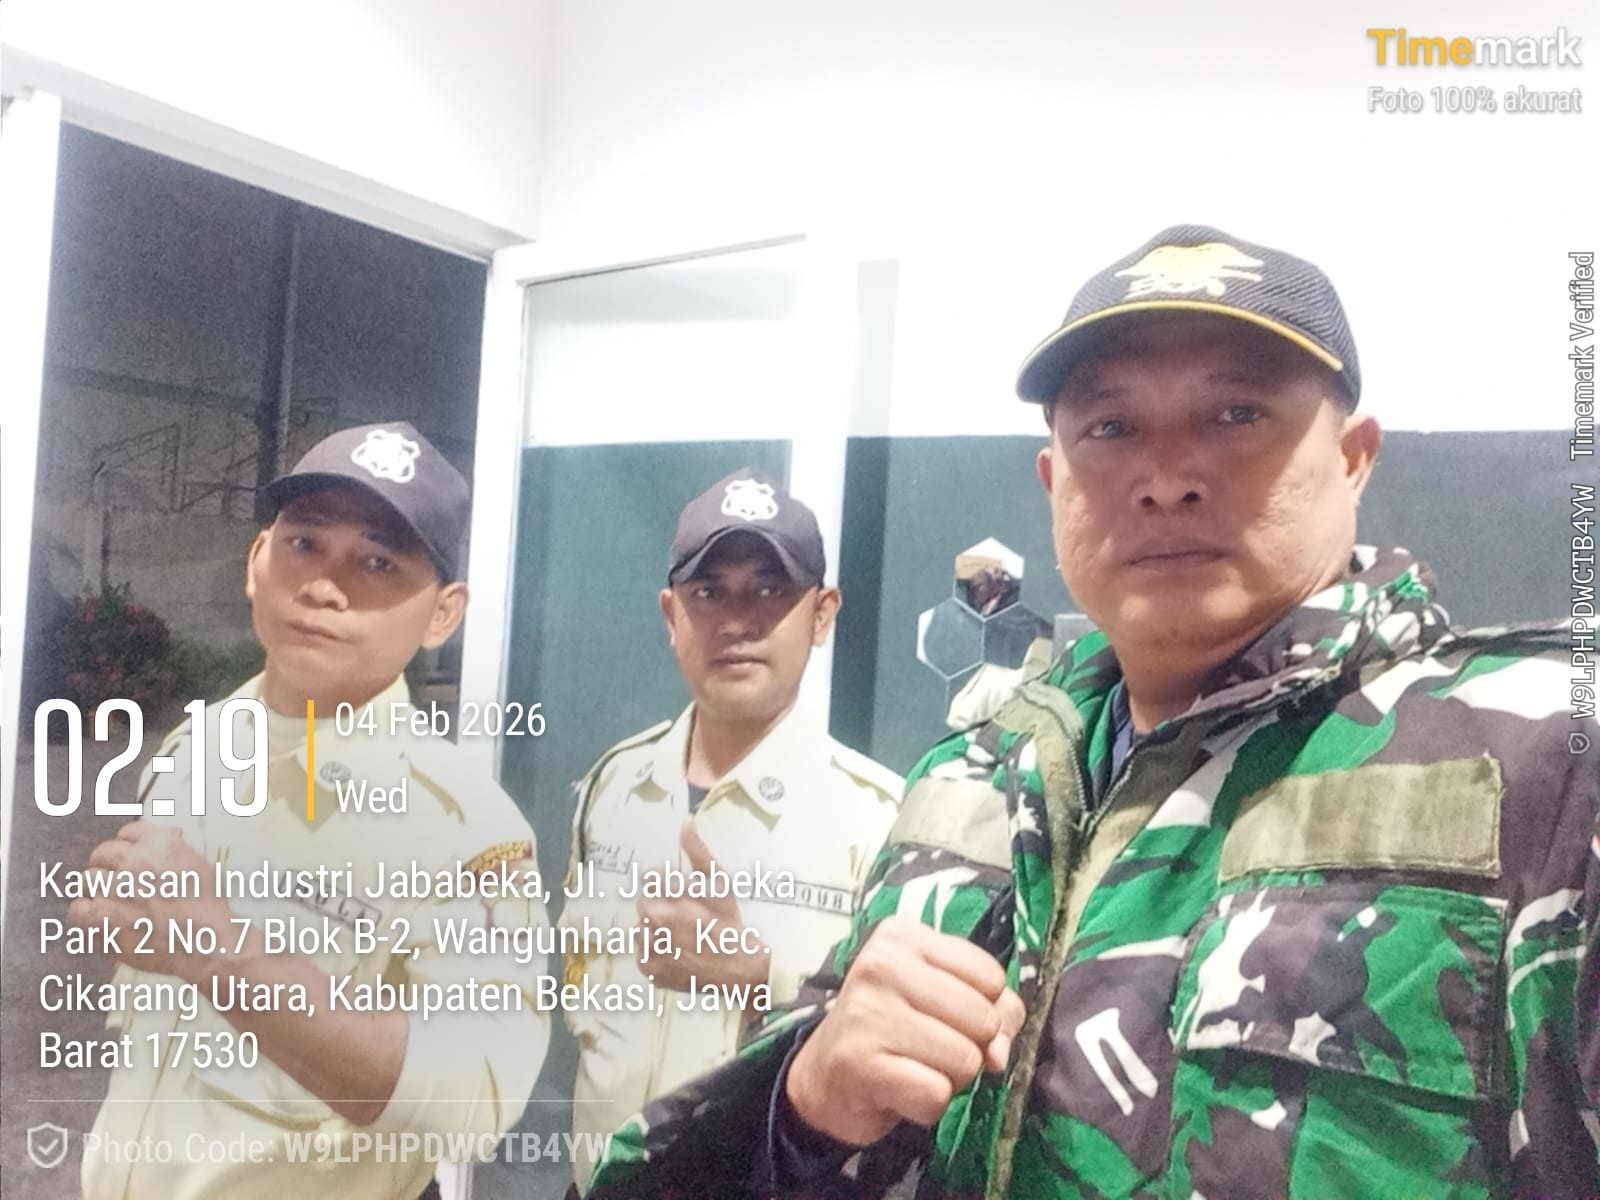 Timemark
Foto 100% akurat
W9LPHPDWCTB4YW Timemark Verified
02:19
04 Feb 2026
Wed
Kawasan Industri Jababeka, Jl. Jababeka
Park 2 No.7 Blok B-2, Wangunharja, Kec.
Cikarang Utara, Kabupaten Bekasi, Jawa
Barat 17530
Photo Code: W9LPHPDWCTB4YW